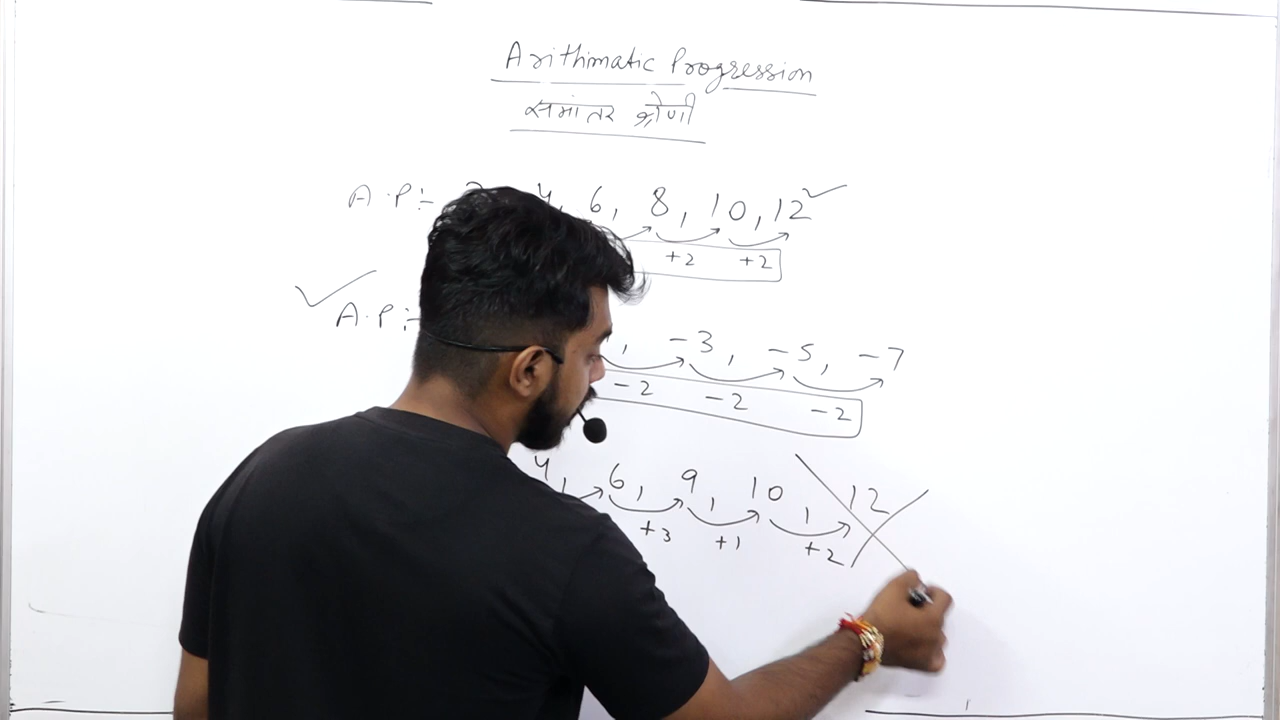 Arithimatic Progression
समांतर श्रेणी
A.P:- 4, 6, 8, 10, 12
+2 +2
A.P:- , -3, -5, -7
-2 -2 -2
4, 6, 9, 10, 12
+3 +1 +2